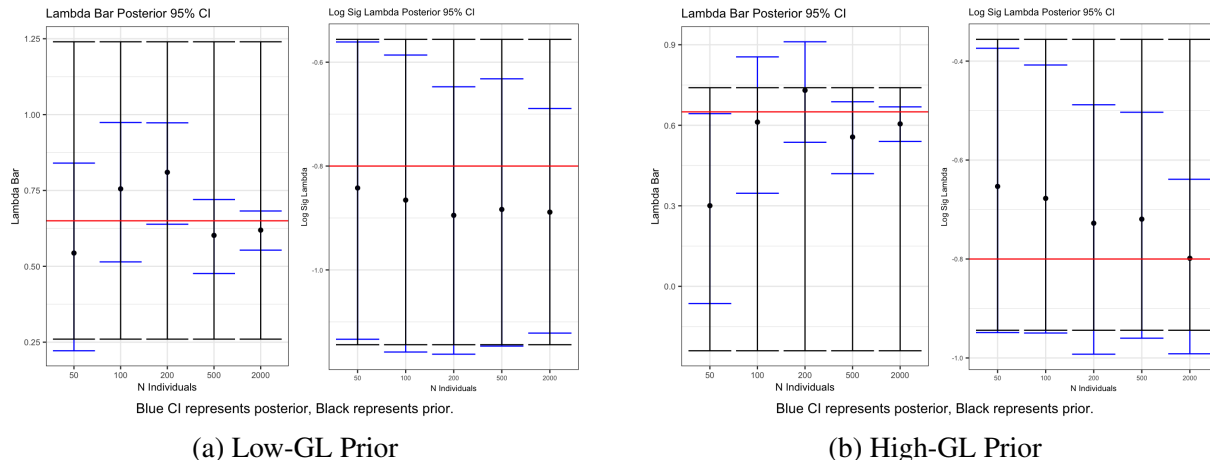 Lambda Bar Posterior 95% CI
Lambda Bar
1.25
1.00
0.75
0.50
0.25
50 100 200 500 2000
N Individuals
Log Sig Lambda Posterior 95% CI
Log Sig Lambda
-0.6
-0.8
-1.0
50 100 200 500 2000
N Individuals
Blue CI represents posterior, Black represents prior.
(a) Low-GL Prior
Lambda Bar Posterior 95% CI
Lambda Bar
0.9
0.6
0.3
0.0
50 100 200 500 2000
N Individuals
Log Sig Lambda Posterior 95% CI
Log Sig Lambda
-0.4
-0.6
-0.8
-1.0
50 100 200 500 2000
N Individuals
Blue CI represents posterior, Black represents prior.
(b) High-GL Prior